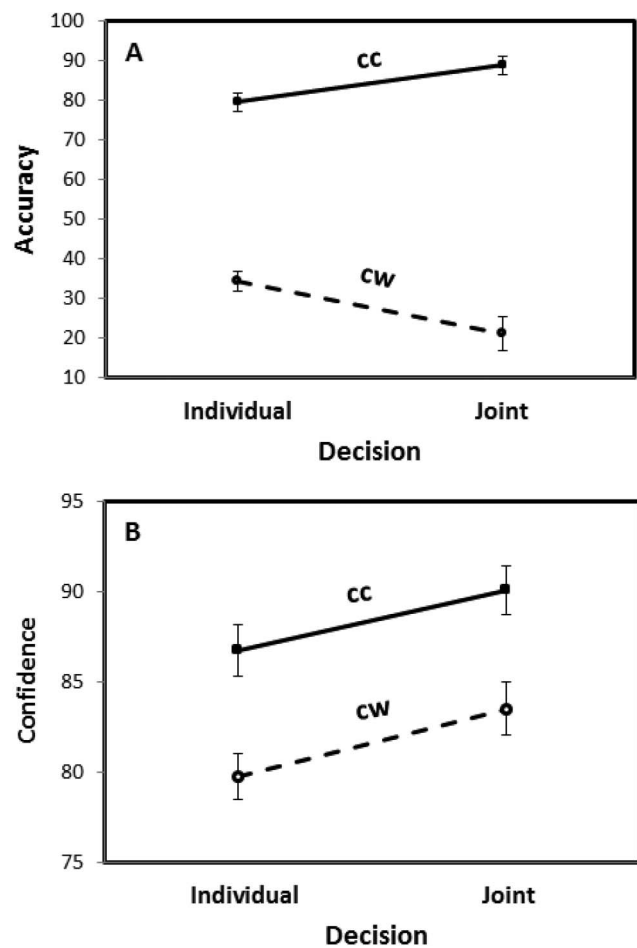 100
A
cc
90
80
70
60
Accuracy
50
40
cw
30
20
10
Individual
Joint
Decision
95
B
cc
90
Confidence
85
cw
80
75
Individual
Joint
Decision